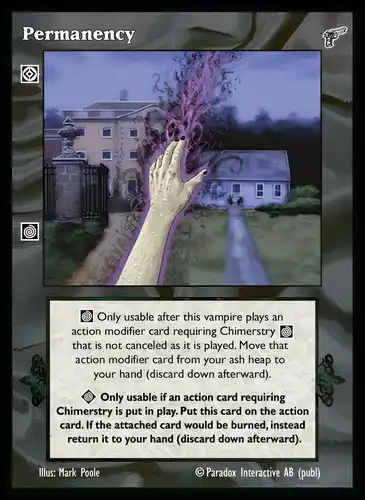 Permanency
Only usable after this vampire plays an
action modifier card requiring Chimerstry
that is not canceled as it is played. Move that
action modifier card from your ash heap to
your hand (discard down afterward).
Only usable if an action card requiring
Chimerstry is put in play. Put this card on the action
card. If the attached card would be burned, instead
return it to your hand (discard down afterward).
Illus: Mark Poole
© Paradox Interactive AB (publ)